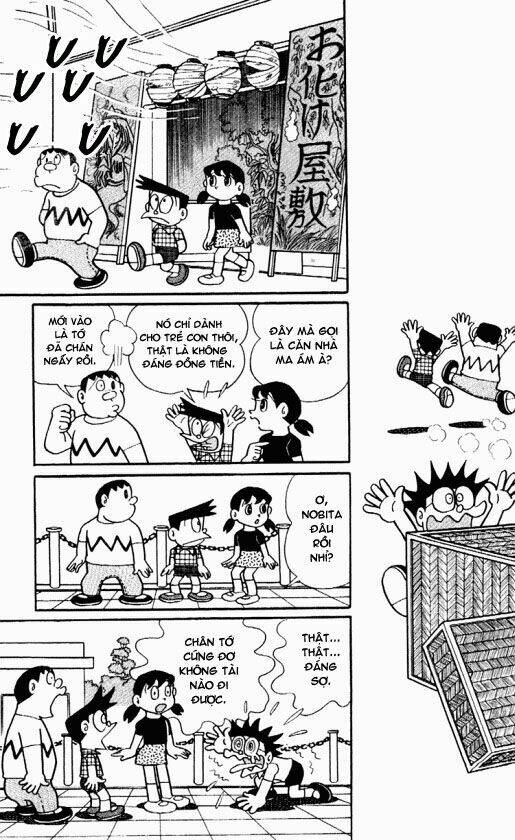 お化け屋敷
ĐÂY MÀ GỌI
LÀ CĂN NHÀ
MA ÁM À?
NÓ CHỈ DÀNH
CHO TRẺ CON THÔI,
THẬT LÀ KHÔNG
ĐÁNG ĐỒNG TIỀN.
MỚI VÀO
LÀ TỚ
ĐÃ CHÁN
NGẤY RỒI.
Ơ,
NOBITA
ĐÂU
RỒI
NHỈ?
THẬT...
THẬT...
ĐÁNG
SỢ.
CHÂN TỚ
CỨNG ĐƠ
KHÔNG TÀI
NÀO ĐI
ĐƯỢC.